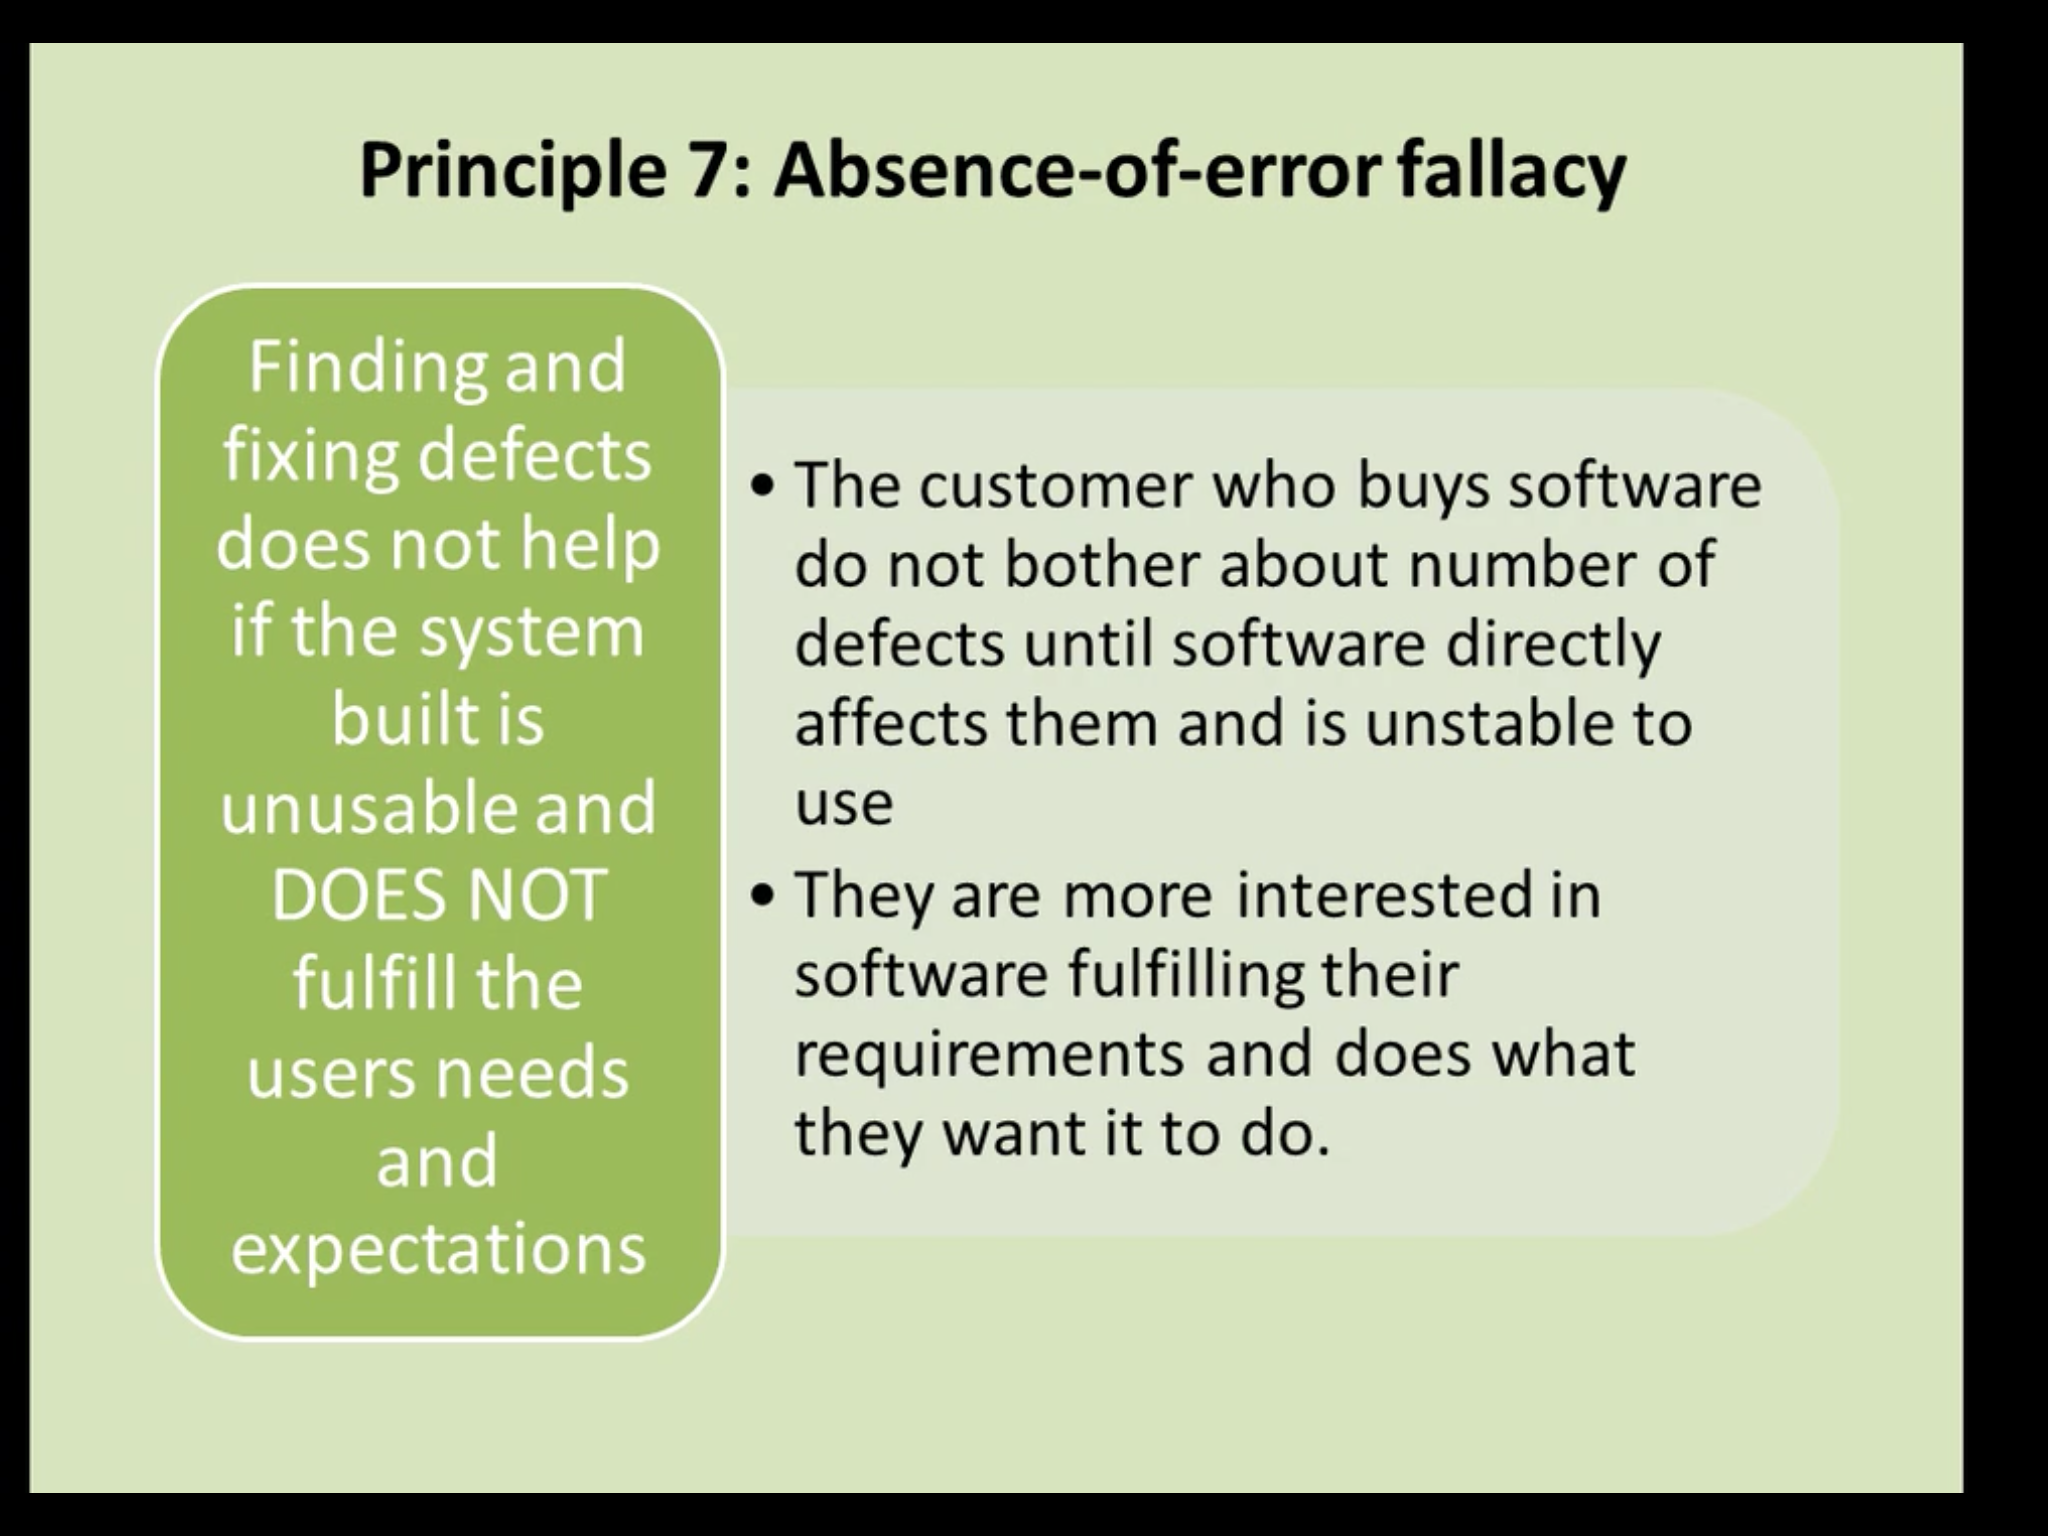 Principle 7: Absence-of-error fallacy
Finding and
fixing defects
does not help
if the system
built is
unusable and
DOES NOT
fulfill the
users needs
and
expectations
• The customer who buys software
do not bother about number of
defects until software directly
affects them and is unstable to
use
• They are more interested in
software fulfilling their
requirements and does what
they want it to do.